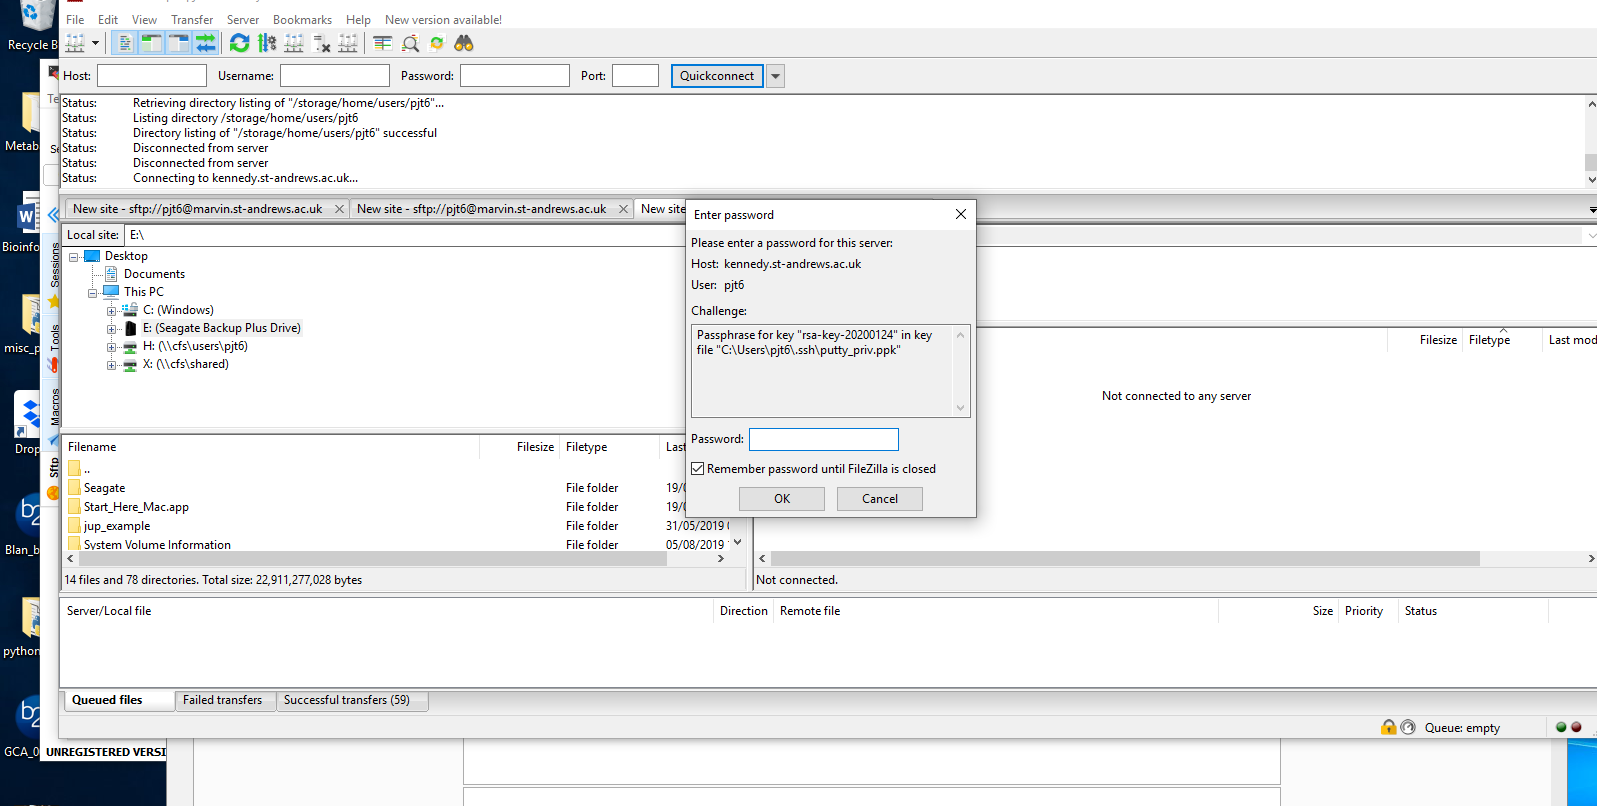 File Edit View Transfer Server Bookmarks Help New version available!
Recycle B
Host: Username: Password: Port: Quickconnect
Te
Status: Retrieving directory listing of "/storage/home/users/pjt6"...
Status: Listing directory /storage/home/users/pjt6
Status: Directory listing of "/storage/home/users/pjt6" successful
Status: Disconnected from server
Status: Disconnected from server
Status: Connecting to kennedy.st-andrews.ac.uk...
Metab
Se
New site - sftp://pjt6@marvin.st-andrews.ac.uk New site - sftp://pjt6@marvin.st-andrews.ac.uk New site
Local site: E:\
Bioinfo
Desktop
Documents
This PC
C: (Windows)
E: (Seagate Backup Plus Drive)
H: (\\cfs\users\pjt6)
X: (\\cfs\shared)
Sessions
Tools
Macros
Sftp
misc_p
Drop
Blan_b
python
GCA_0
UNREGISTERED VERSI
Enter password
Please enter a password for this server:
Host: kennedy.st-andrews.ac.uk
User: pjt6
Challenge:
Passphrase for key "rsa-key-20200124" in key
file "C:\Users\pjt6\.ssh\putty_priv.ppk"
Password:
Remember password until FileZilla is closed
OK Cancel
Filesize Filetype Last mod
Not connected to any server
Not connected.
Filename Filesize Filetype Las
..
Seagate File folder 19/0
Start_Here_Mac.app File folder 19/0
jup_example File folder 31/05/2019
System Volume Information File folder 05/08/2019
14 files and 78 directories. Total size: 22,911,277,028 bytes
Server/Local file Direction Remote file Size Priority Status
Queued files Failed transfers Successful transfers (59)
Queue: empty